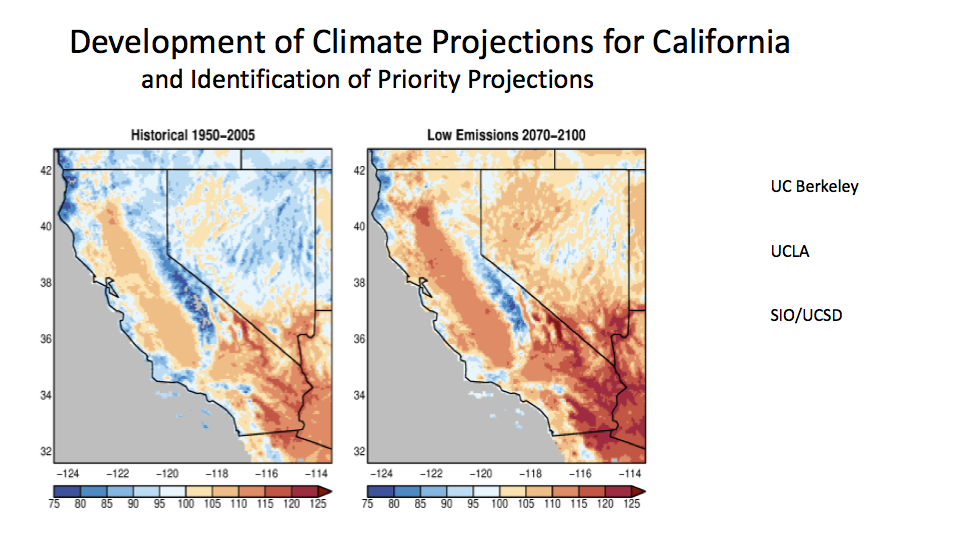 Development of Climate Projections for California
and Identification of Priority Projections
Historical 1950–2005
Low Emissions 2070–2100
UC Berkeley
UCLA
SIO/UCSD
42
40
38
36
34
32
−124 −122 −120 −118 −116 −114
75 80 85 90 95 100 105 110 115 120 125
42
40
38
36
34
32
−124 −122 −120 −118 −116 −114
75 80 85 90 95 100 105 110 115 120 125